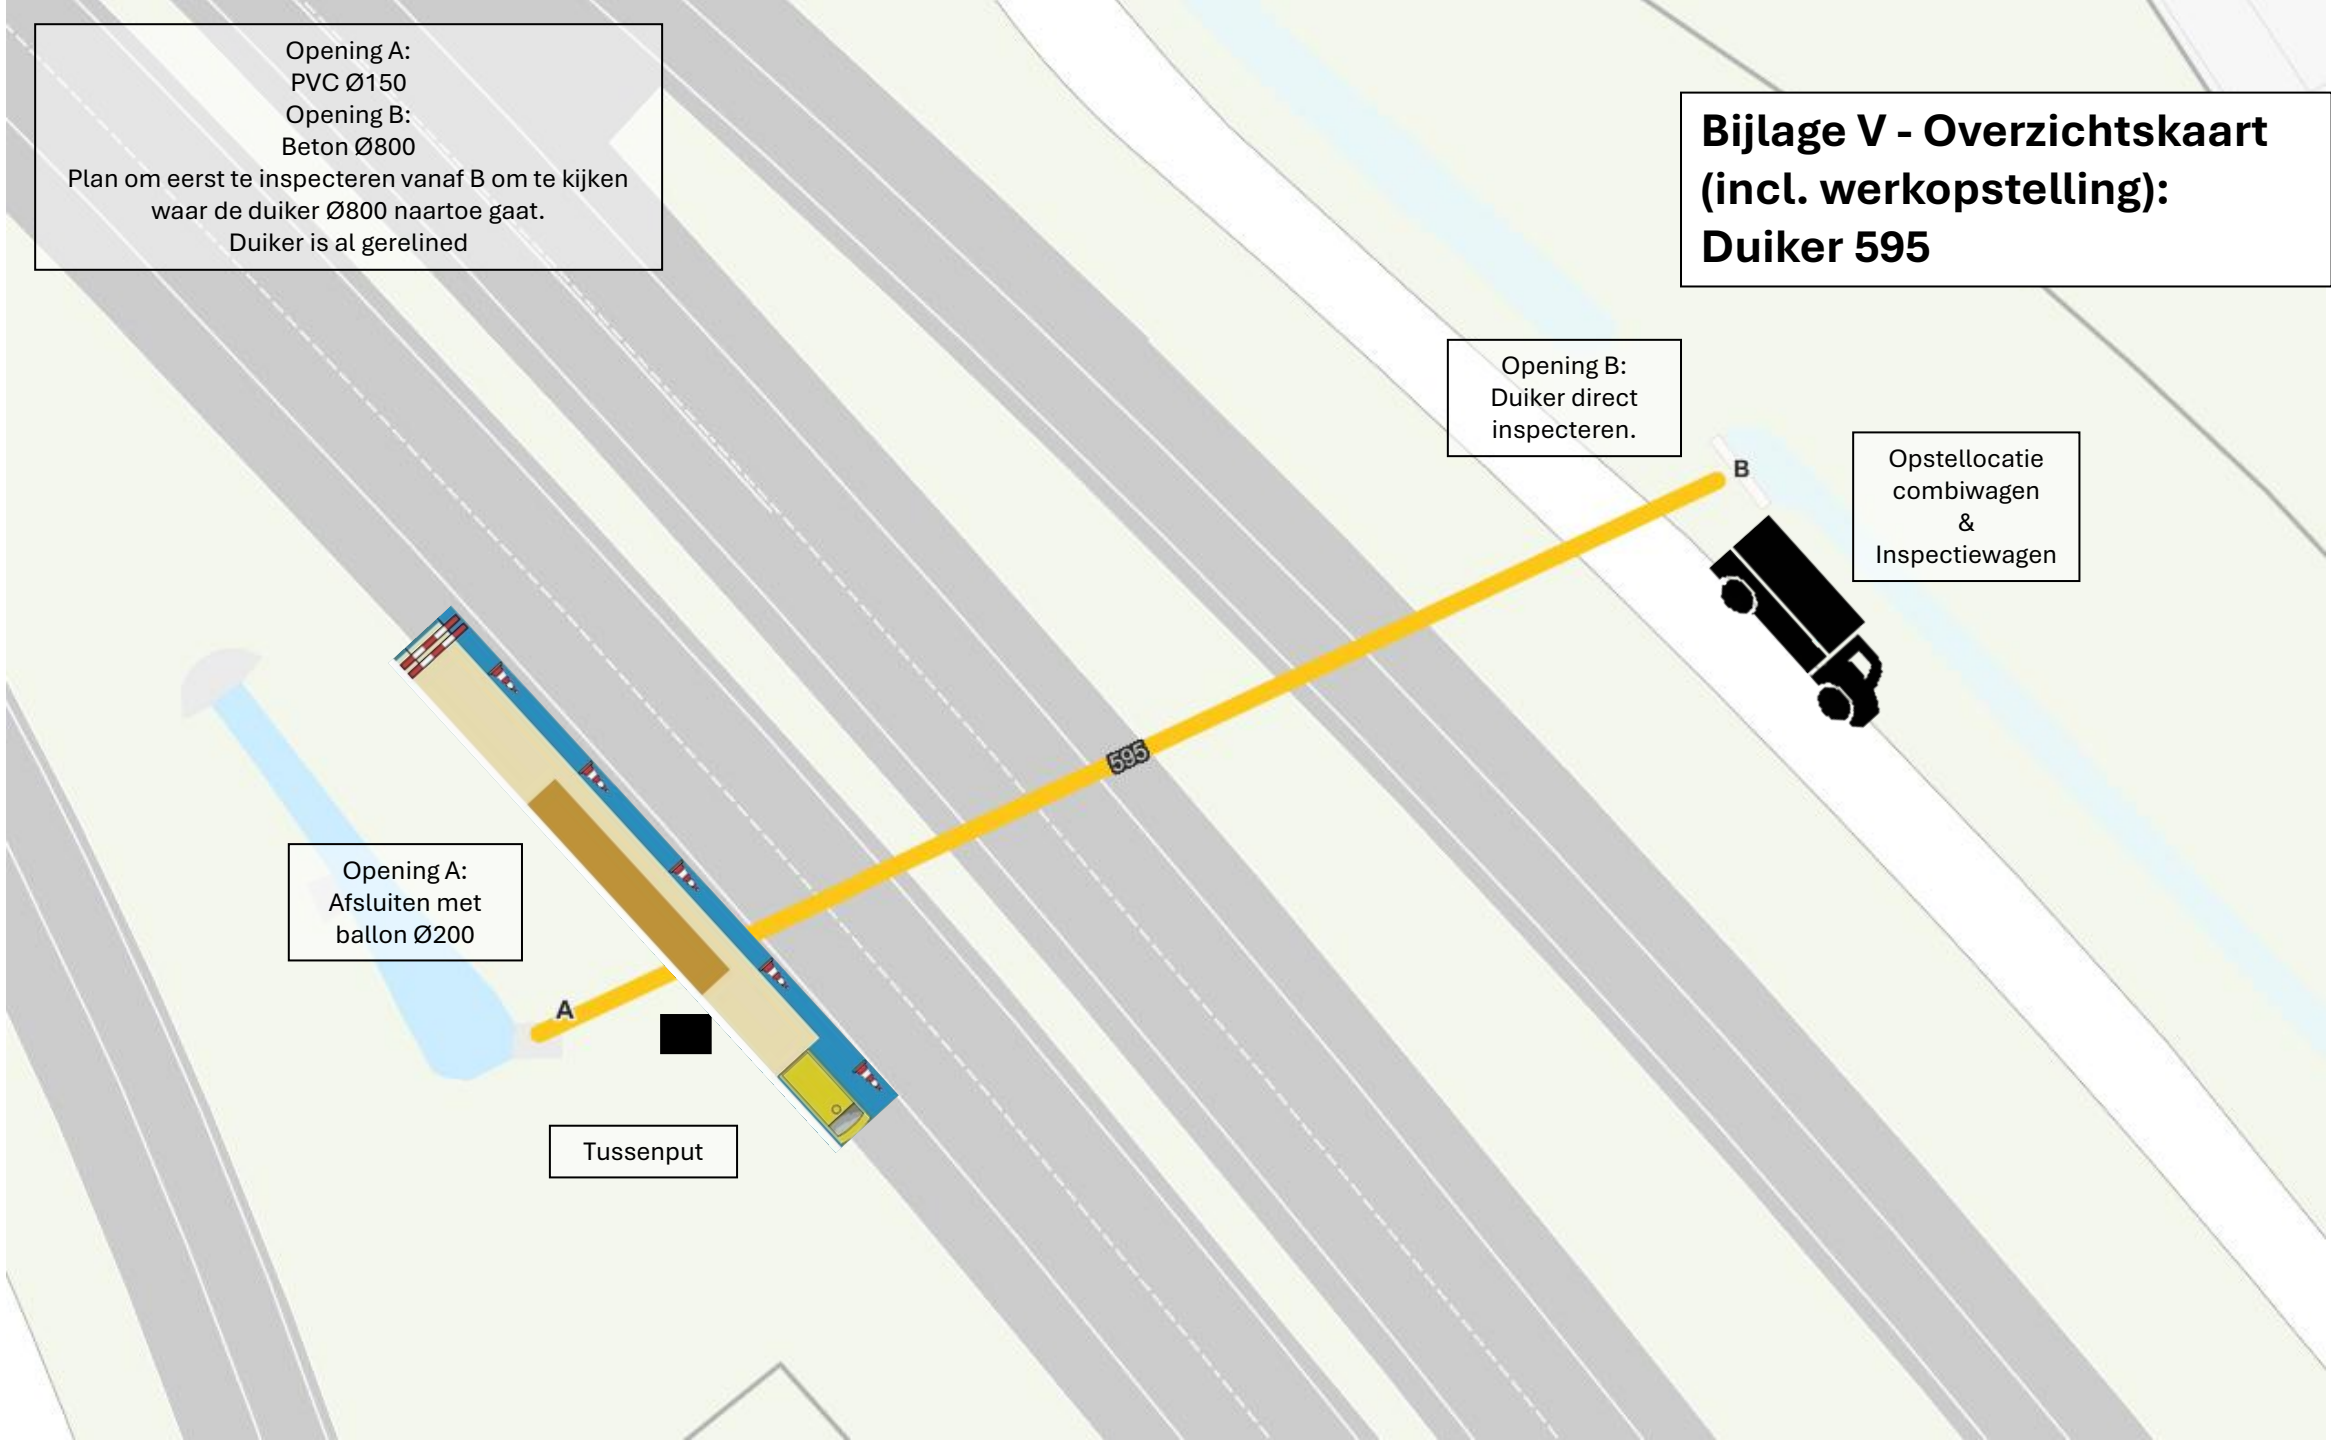 Opening A:
PVC Ø150
Opening B:
Beton Ø800
Plan om eerst te inspecteren vanaf B om te kijken
waar de duiker Ø800 naartoe gaat.
Duiker is al gerelined
Bijlage V - Overzichtskaart
(incl. werkopstelling):
Duiker 595
Opening B:
Duiker direct
inspecteren.
B
Opstellocatie
combiwagen
&
Inspectiewagen
595
Opening A:
Afsluiten met
ballon Ø200
A
Tussenput